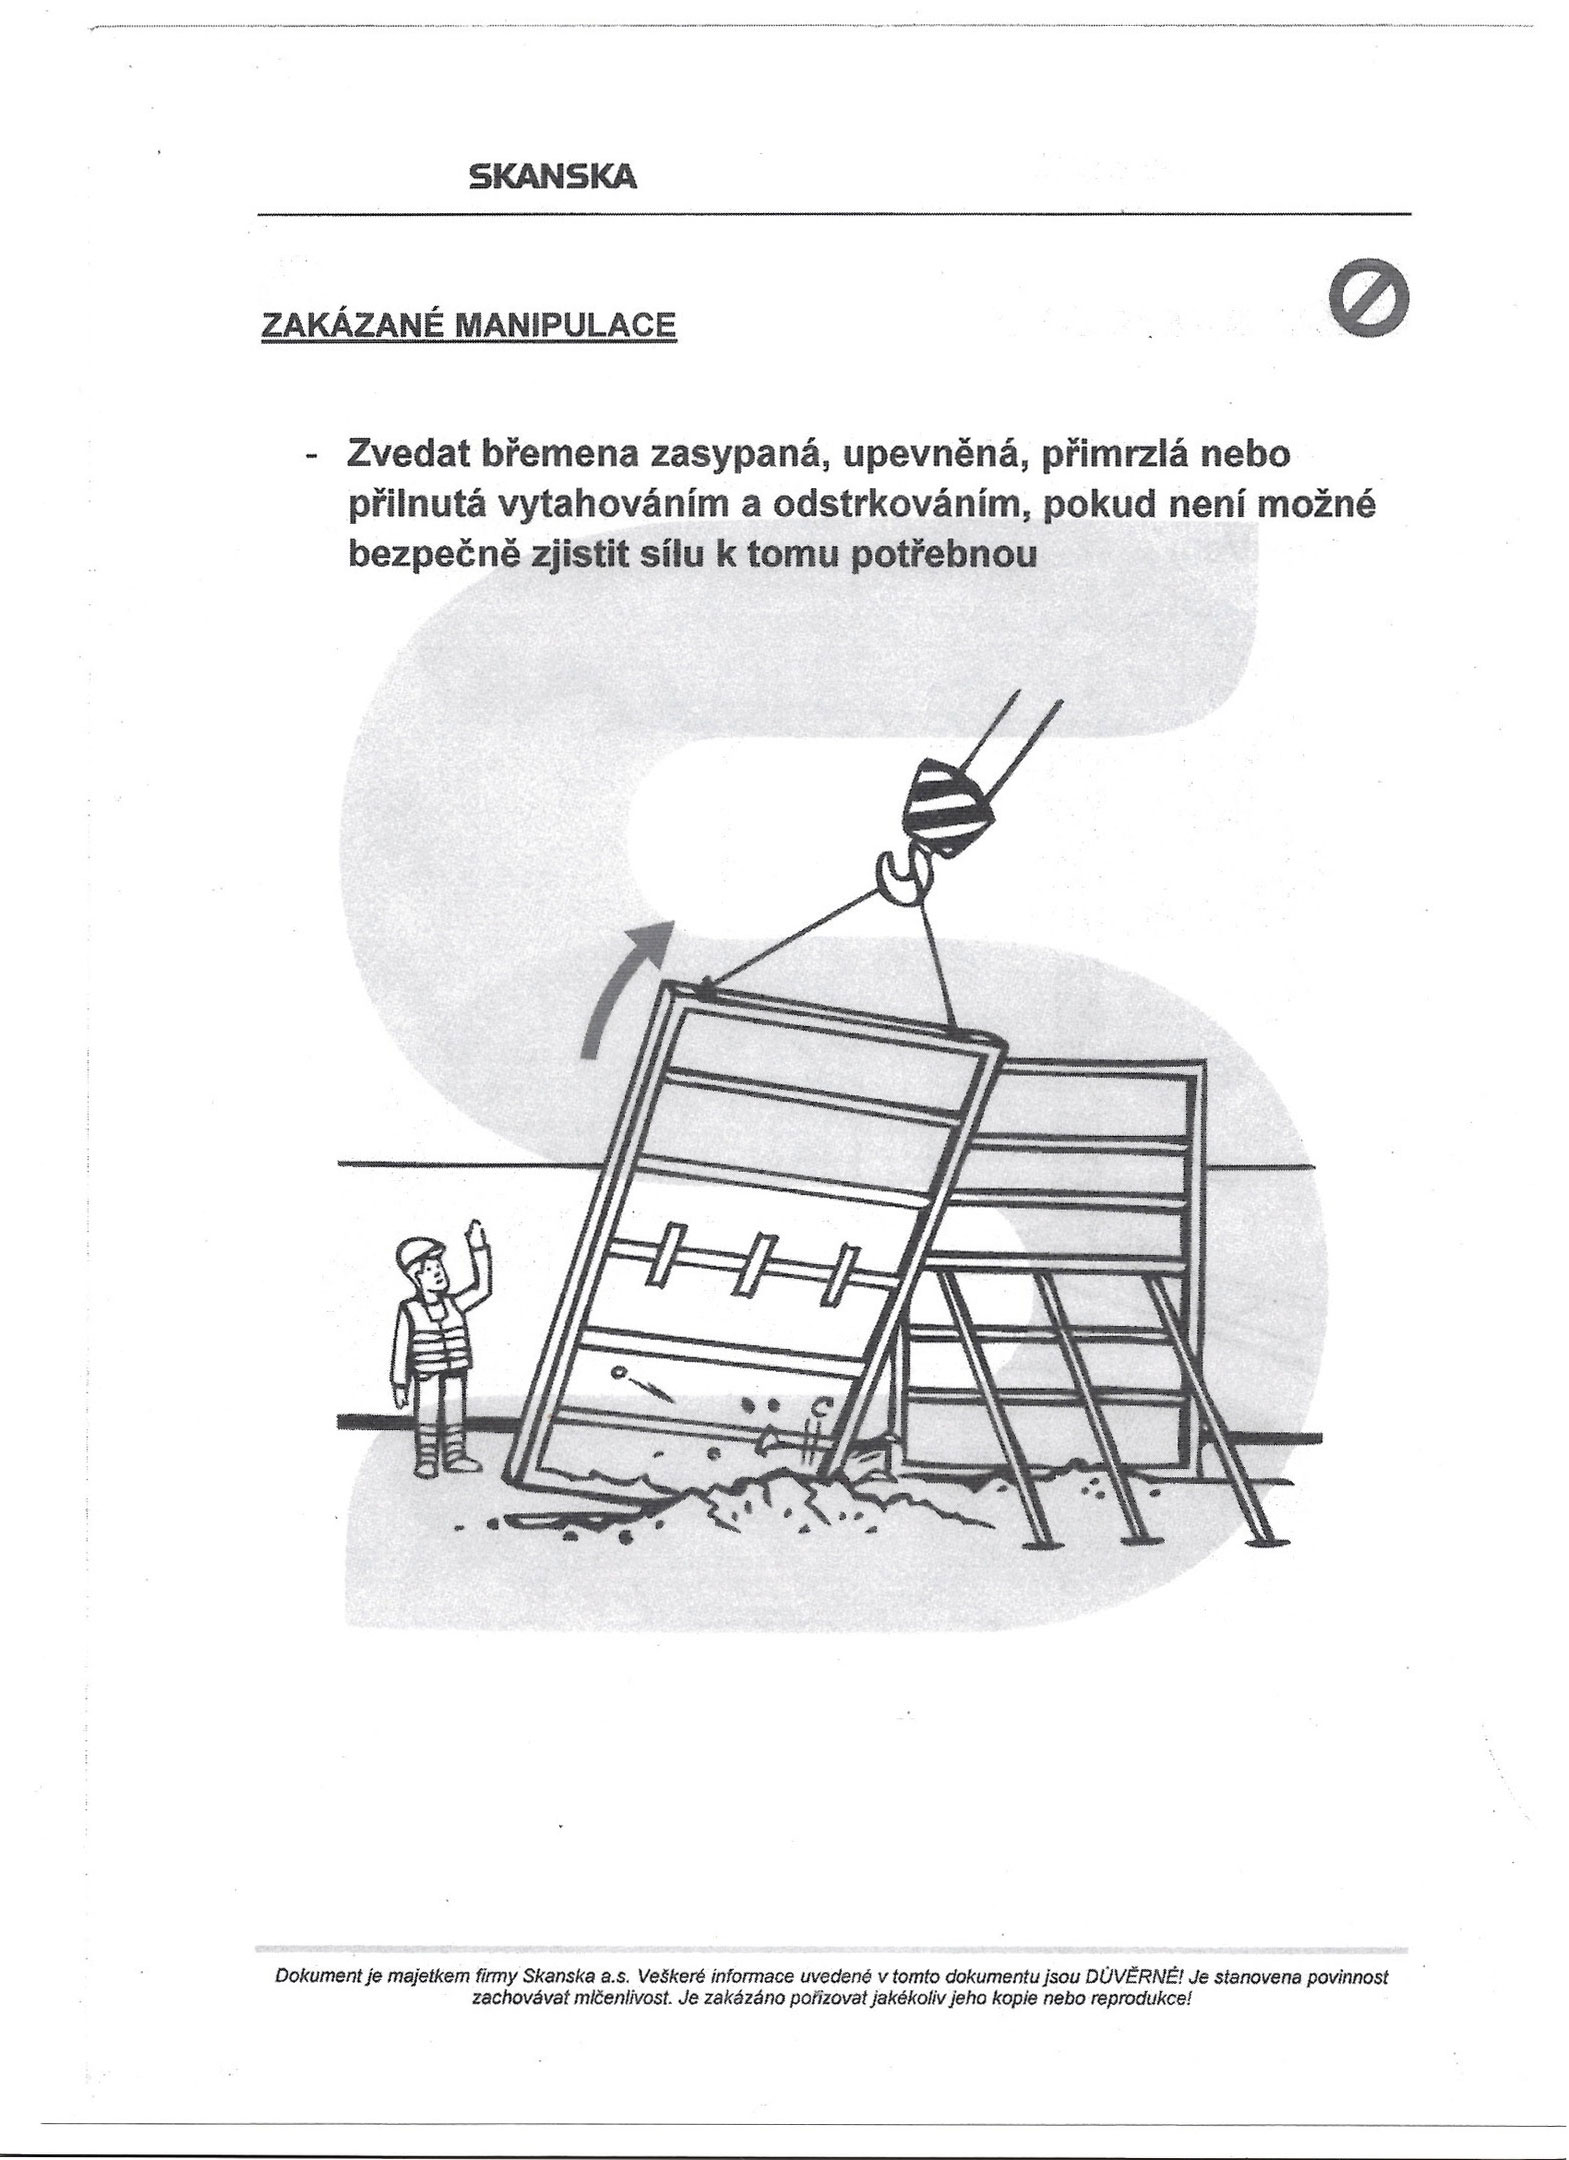 SKANSKA
ZAKÁZANÉ MANIPULACE
- Zvedat břemena zasypaná, upevněná, přimrzlá nebo
přilnutá vytahováním a odstrkováním, pokud není možné
bezpečně zjistit sílu k tomu potřebnou
Dokument je majetkem firmy Skanska a.s. Veškeré informace uvedené v tomto dokumentu jsou DŮVĚRNÉ! Je stanovena povinnost
zachovávat mlčenlivost. Je zakázáno pořizovat jakékoliv jeho kopie nebo reprodukce!